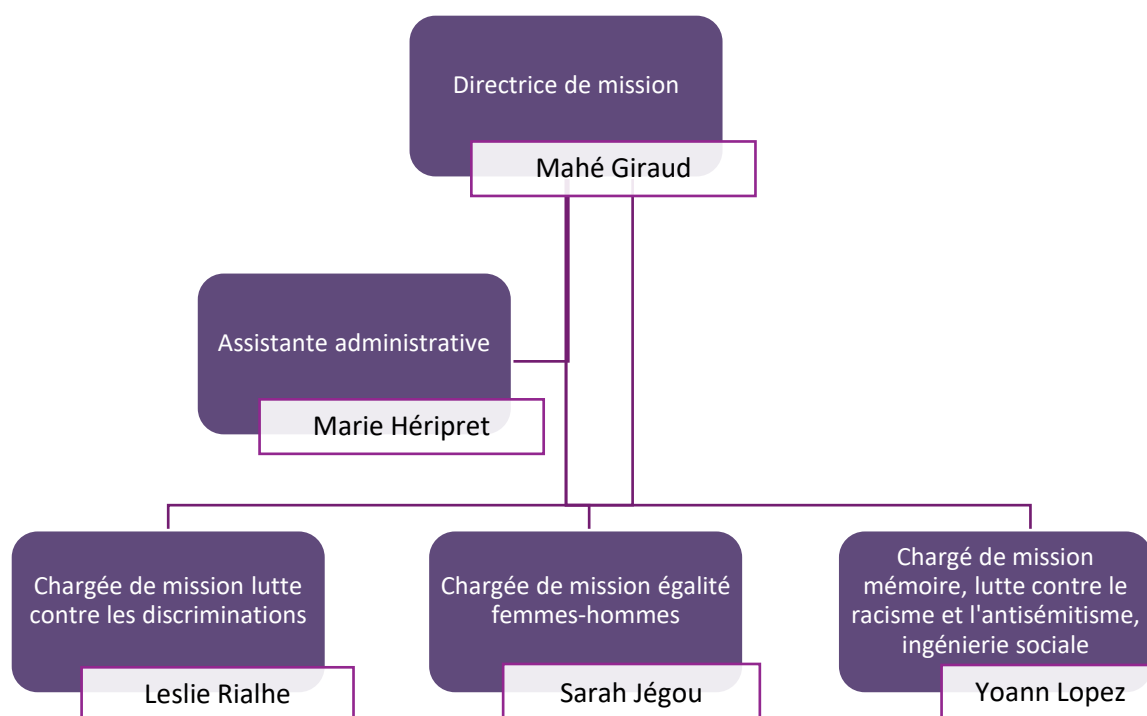 Directrice de mission
Mahé Giraud
Assistante administrative
Marie Héripret
Chargée de mission lutte
contre les discriminations
Leslie Rialhe
Chargée de mission égalité
femmes-hommes
Sarah Jégou
Chargé de mission
mémoire, lutte contre le
racisme et l'antisémitisme,
ingénierie sociale
Yoann Lopez